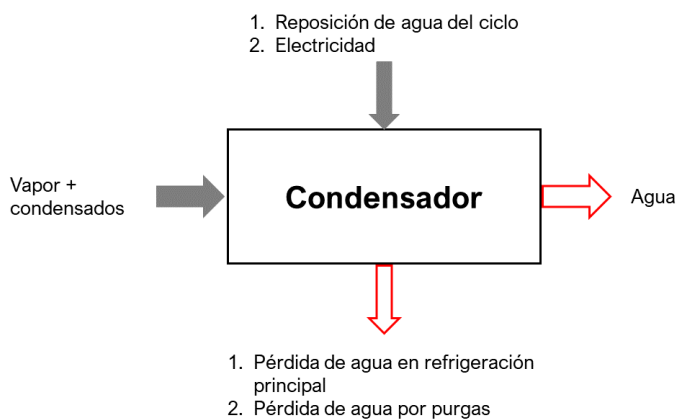 1. Reposición de agua del ciclo
2. Electricidad
Vapor +
condensados
Condensador
Agua
1. Pérdida de agua en refrigeración
principal
2. Pérdida de agua por purgas